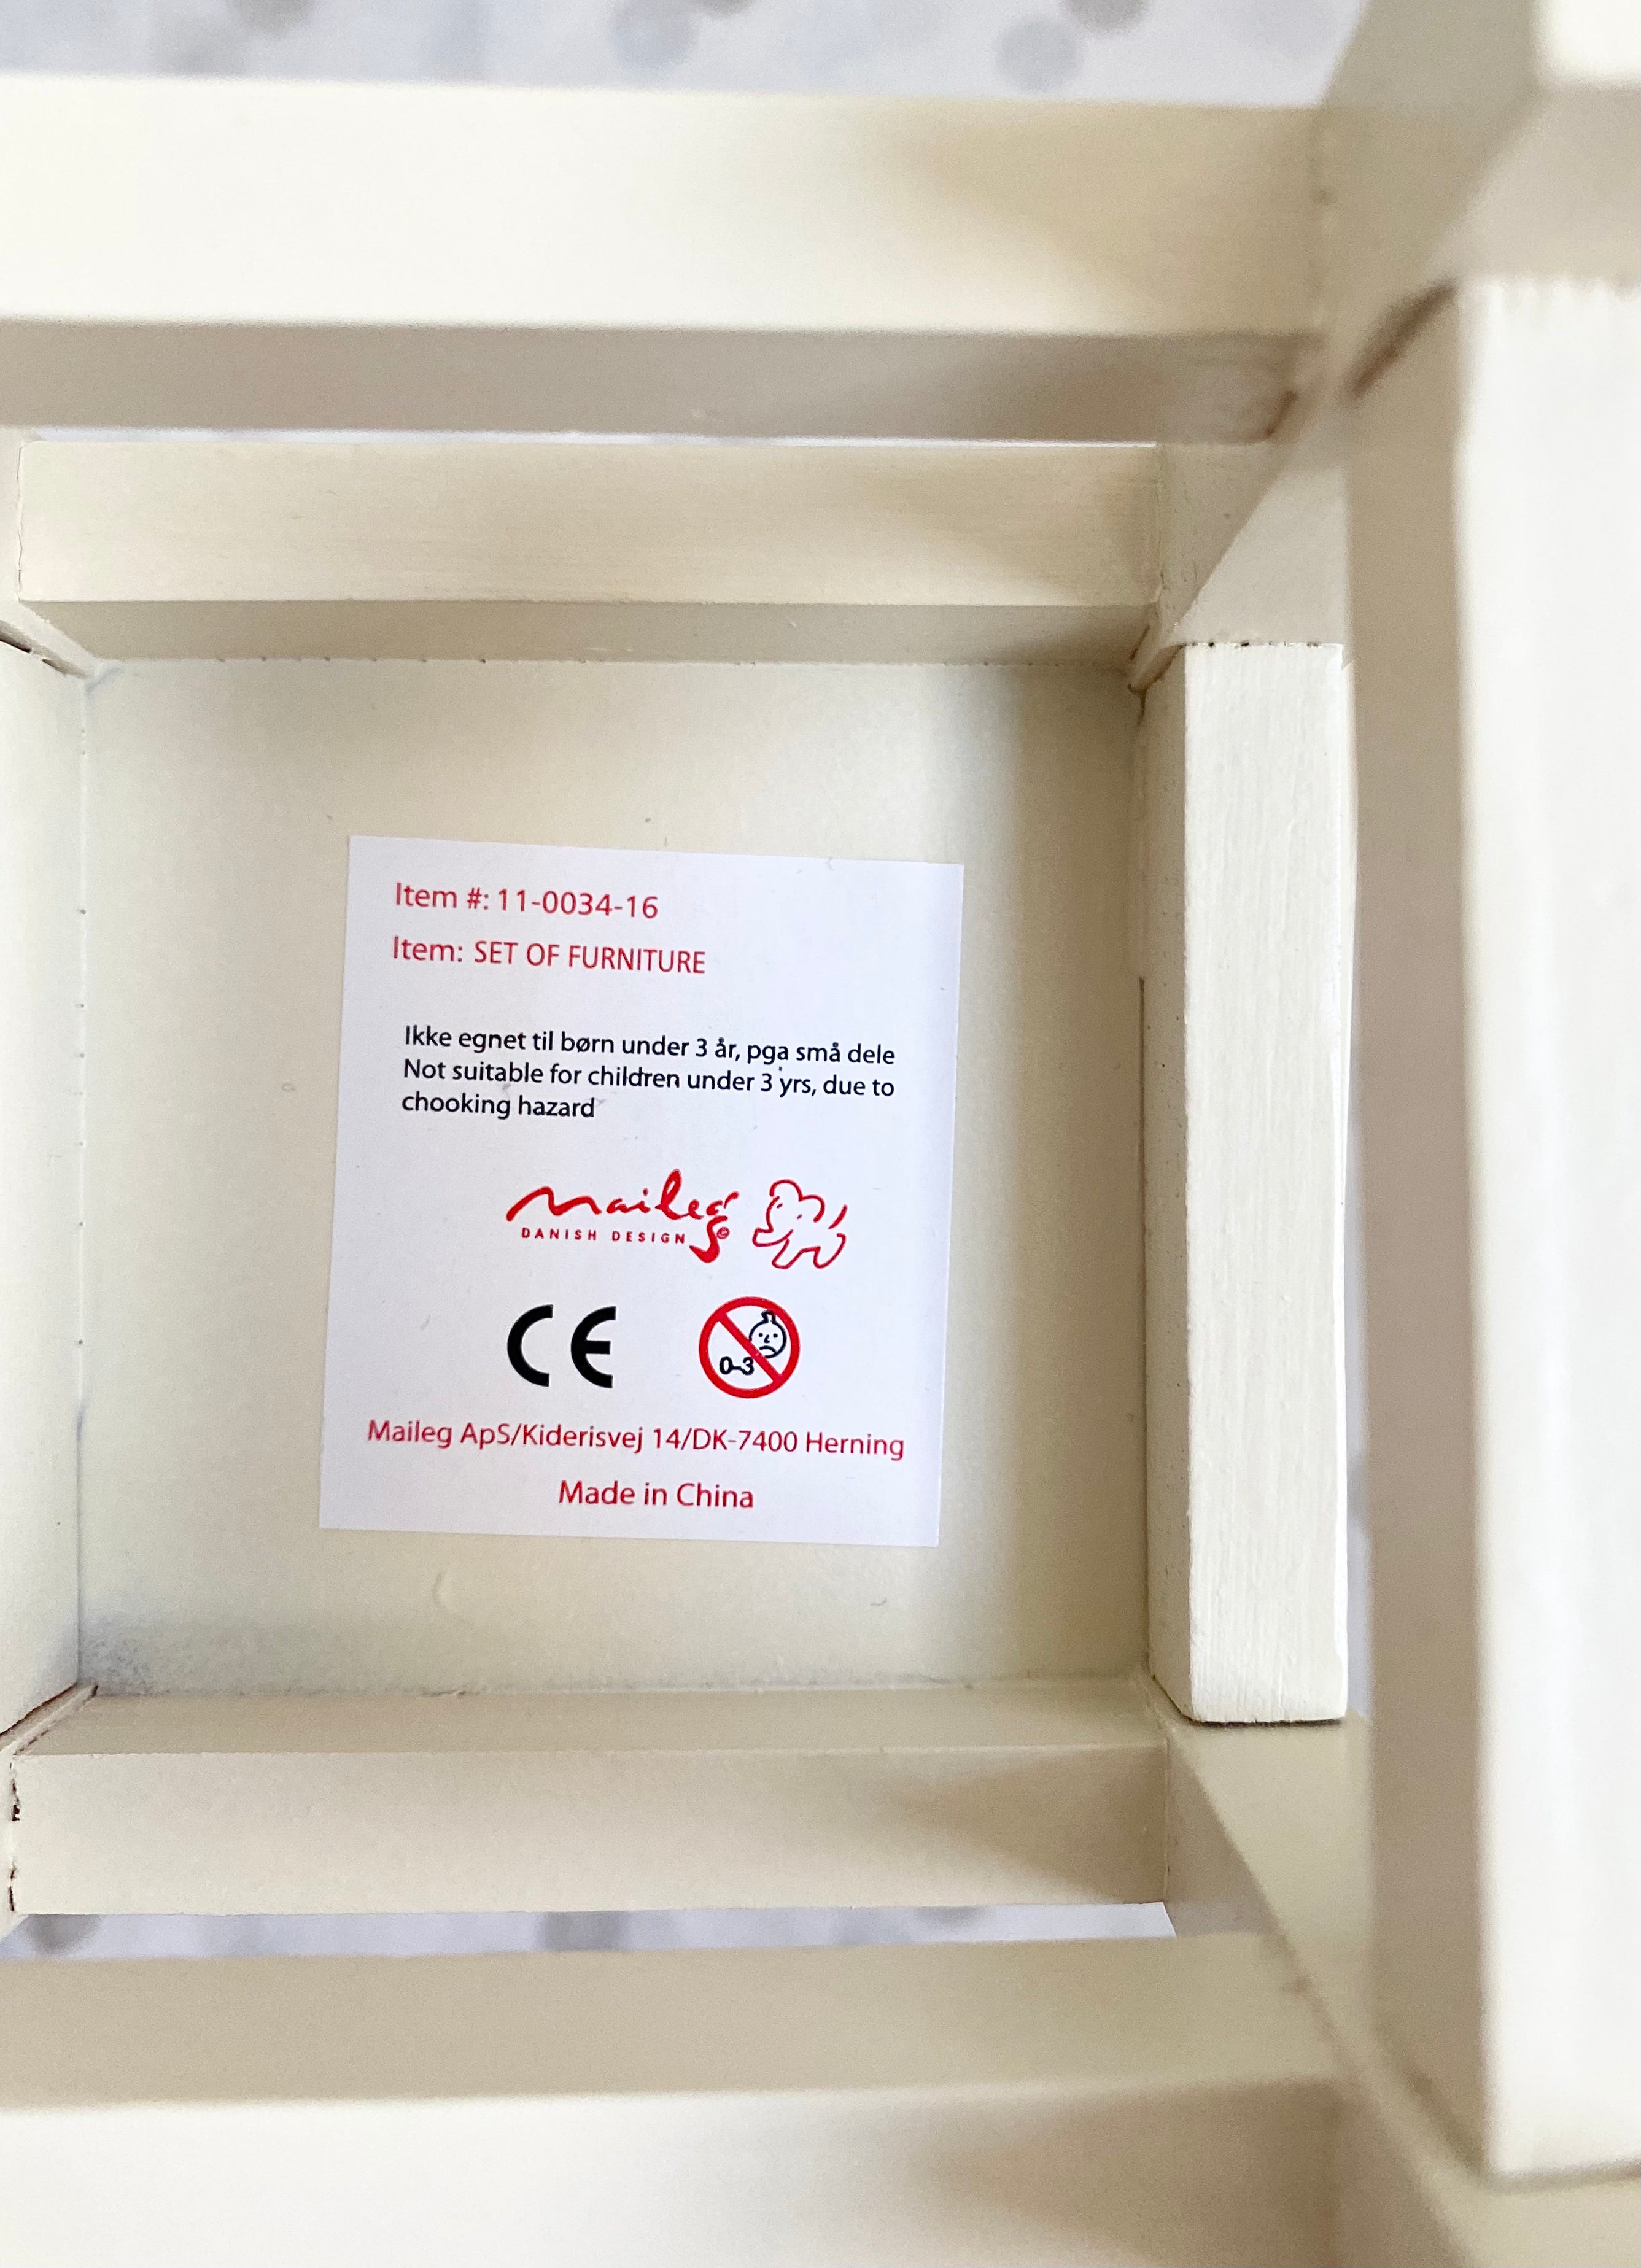 Item #: 11-0034-16
Item: SET OF FURNITURE
Ikke egnet til børn under 3 år, pga små dele
Not suitable for children under 3 yrs, due to
chooking hazard
maileg
DANISH DESIGN
CE
0-3
Maileg ApS/Kiderisvej 14/DK-7400 Herning
Made in China